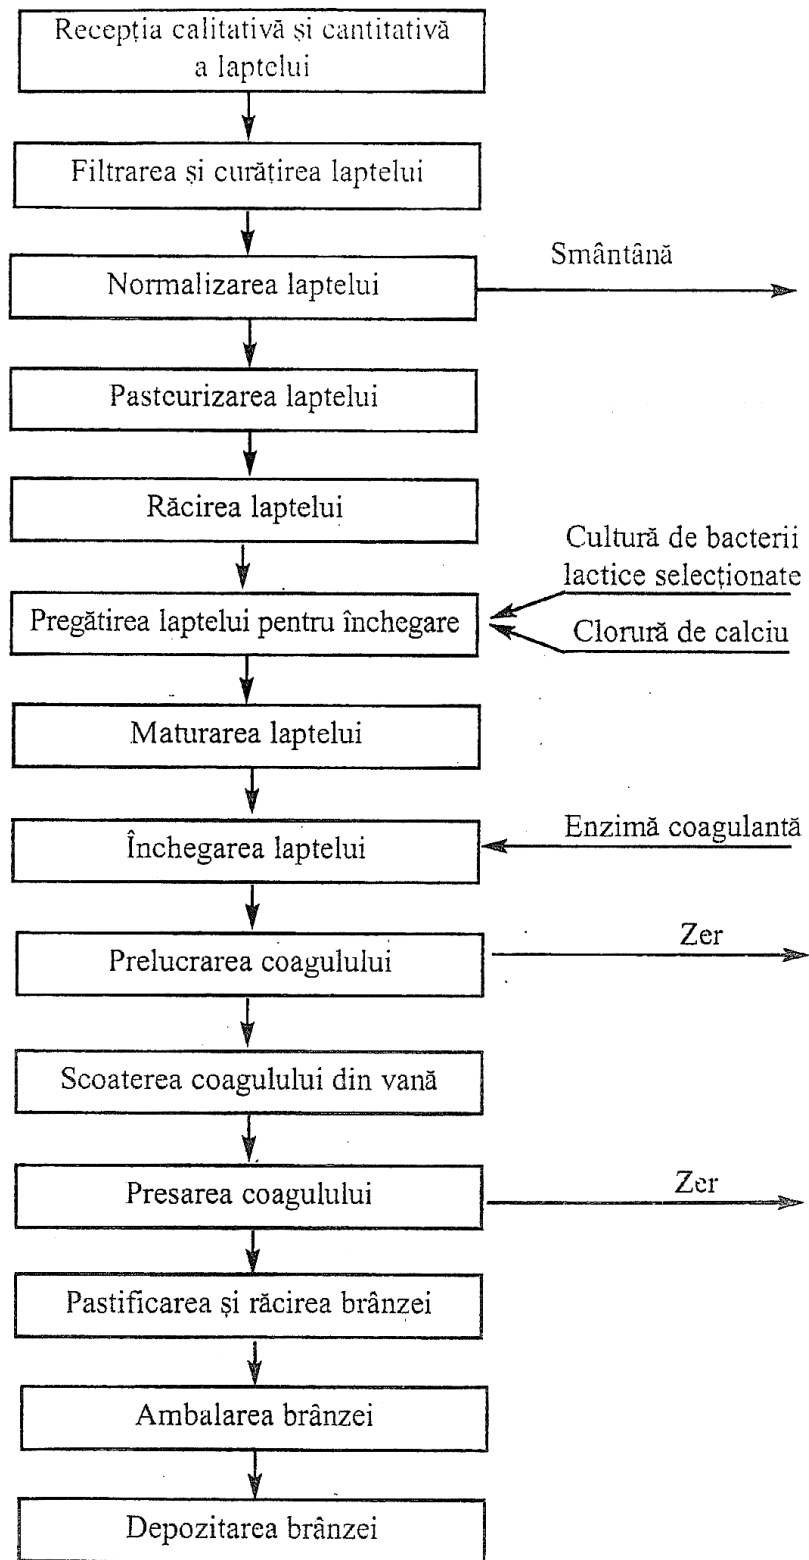 Recepția calitativă și cantitativă
a laptelui
Filtrarea și curățirea laptelui
Normalizarea laptelui
Smântână
Pasteurizarea laptelui
Răcirea laptelui
Cultură de bacterii
lactice selecționate
Pregătirea laptelui pentru închegare
Clorură de calciu
Maturarea laptelui
Închegarea laptelui
Enzimă coagulantă
Prelucrarea coagulului
Zer
Scoaterea coagulului din vană
Presarea coagulului
Zer
Pastificarea și răcirea brânzei
Ambalarea brânzei
Depozitarea brânzei